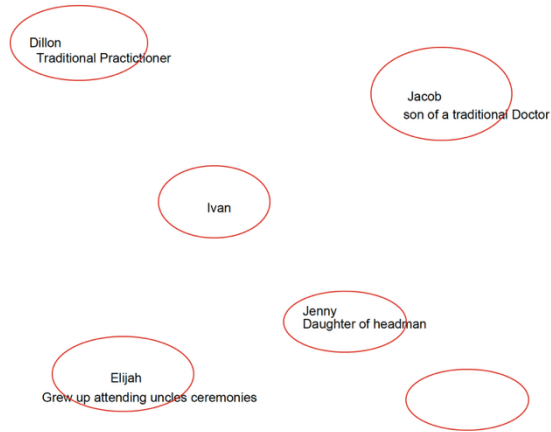 Dillon
Traditional Practictioner
Jacob
son of a traditional Doctor
Ivan
Jenny
Daughter of headman
Elijah
Grew up attending uncles ceremonies